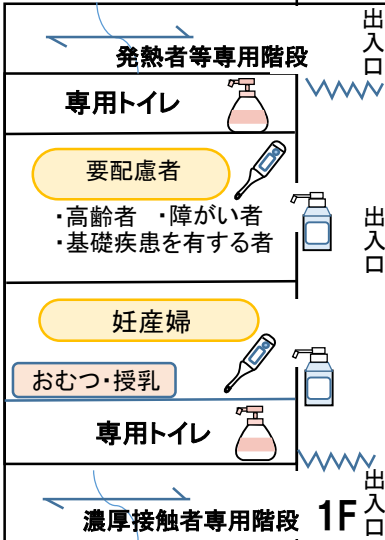 出入口
発熱者等専用階段
専用トイレ
要配慮者
・高齢者 ・障がい者
・基礎疾患を有する者
出入口
妊産婦
おむつ・授乳
専用トイレ
濃厚接触者専用階段
1F
出入口